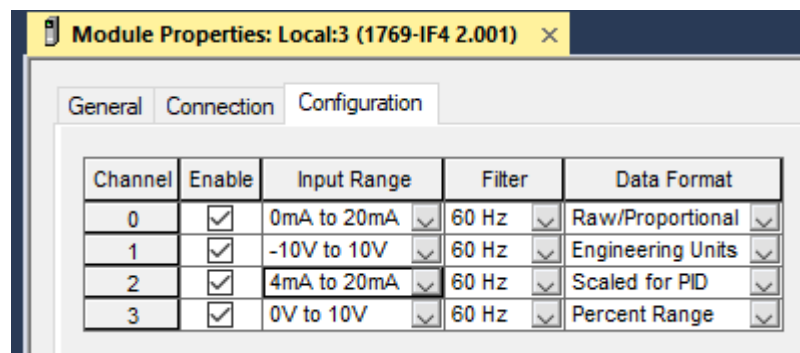 Module Properties: Local:3 (1769-IF4 2.001) ×
General Connection Configuration
Channel Enable Input Range Filter Data Format
0 0mA to 20mA 60 Hz Raw/Proportional
1 -10V to 10V 60 Hz Engineering Units
2 4mA to 20mA 60 Hz Scaled for PID
3 0V to 10V 60 Hz Percent Range